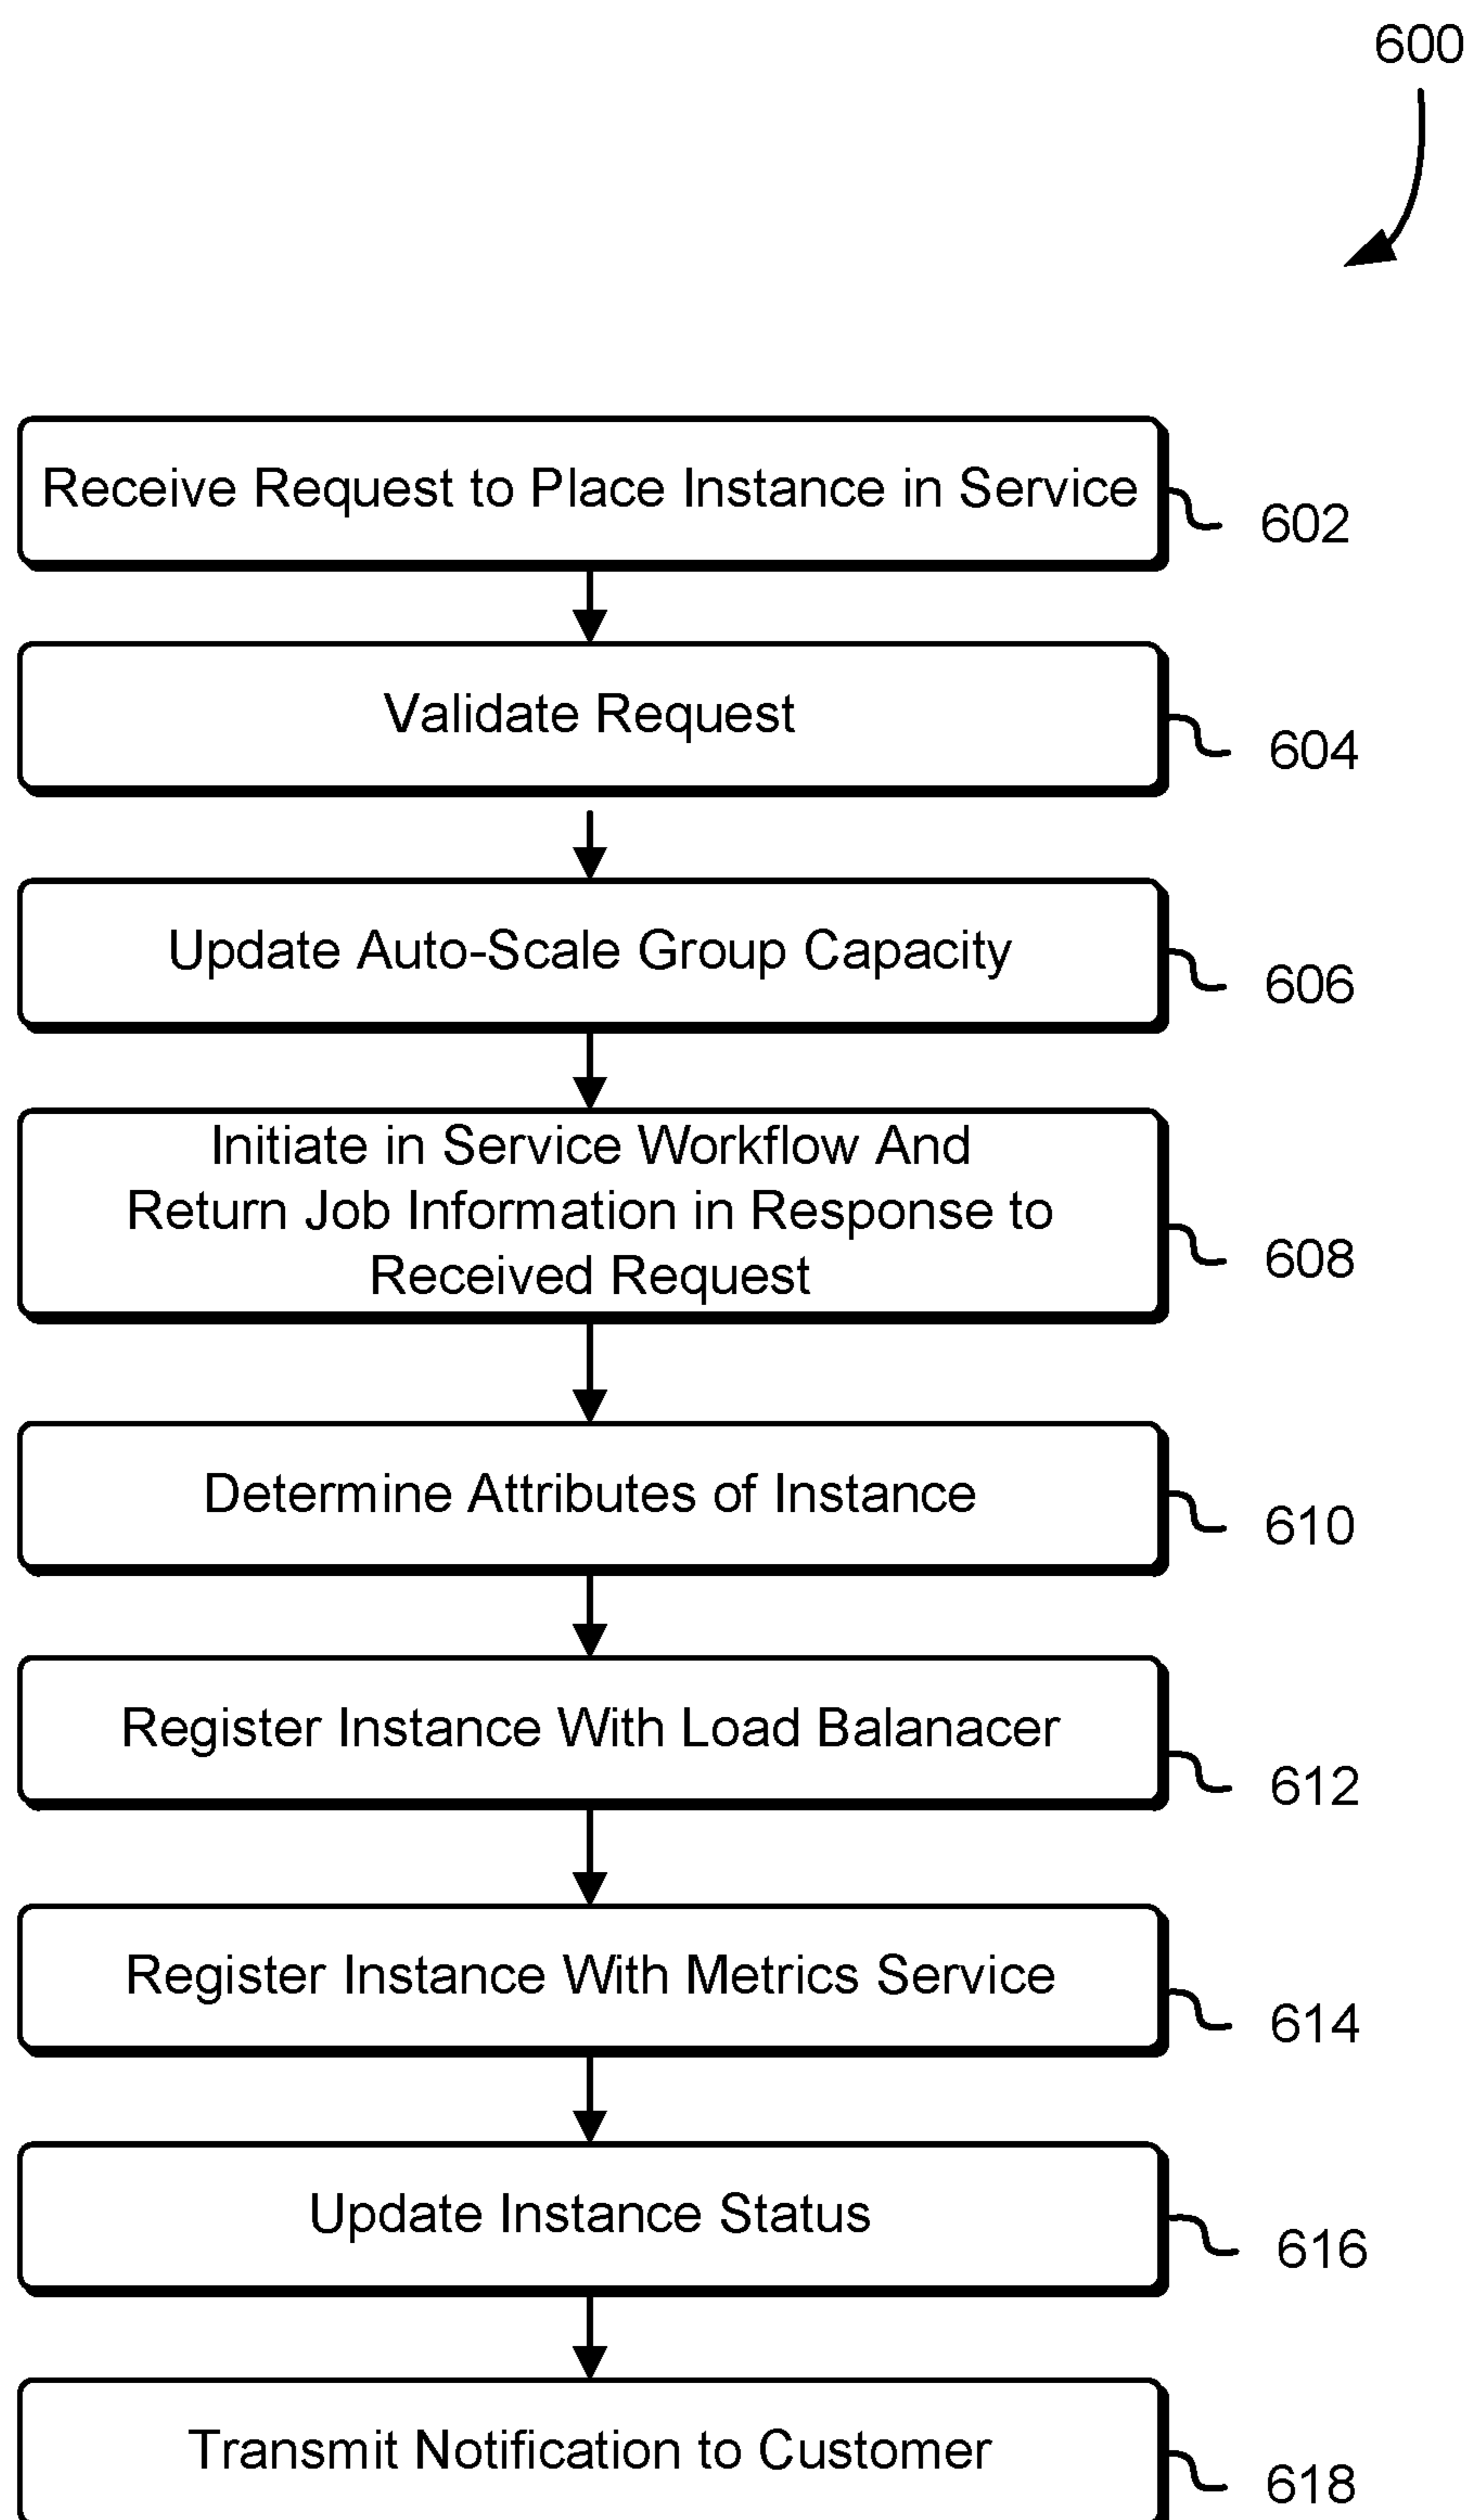 600
Receive Request to Place Instance in Service
602
Validate Request
604
Update Auto-Scale Group Capacity
606
Initiate in Service Workflow And
Return Job Information in Response to
Received Request
608
Determine Attributes of Instance
610
Register Instance With Load Balanacer
612
Register Instance With Metrics Service
614
Update Instance Status
616
Transmit Notification to Customer
618